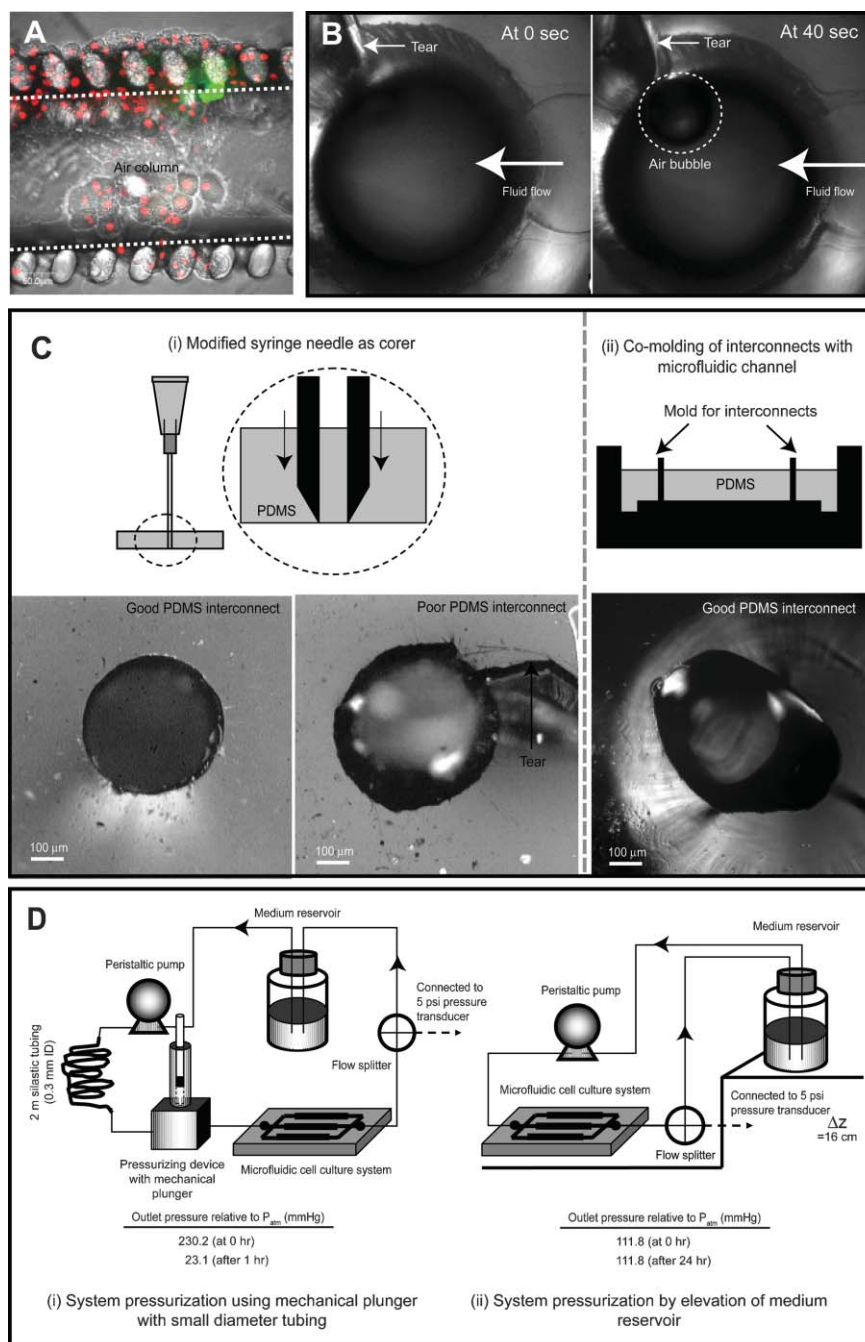 A
Air column
50.0µm
B
At 0 sec
Tear
Fluid flow
At 40 sec
Tear
Air bubble
Fluid flow
C
(i) Modified syringe needle as corer
PDMS
(ii) Co-molding of interconnects with
microfluidic channel
Mold for interconnects
PDMS
Good PDMS interconnect
100 µm
Poor PDMS interconnect
Tear
100 µm
Good PDMS interconnect
100 µm
D
Medium reservoir
Peristaltic pump
Connected to
5 psi pressure
transducer
Flow splitter
2 m silastic tubing
(0.3 mm ID)
Pressurizing device
with mechanical
plunger
Microfluidic cell culture system
Outlet pressure relative to Patm (mmHg)
230.2 (at 0 hr)
23.1 (after 1 hr)
(i) System pressurization using mechanical plunger
with small diameter tubing
Medium reservoir
Peristaltic pump
Microfluidic cell culture system
Connected to 5 psi
pressure transducer
Δz
=16 cm
Flow splitter
Outlet pressure relative to Patm (mmHg)
111.8 (at 0 hr)
111.8 (after 24 hr)
(ii) System pressurization by elevation of medium
reservoir